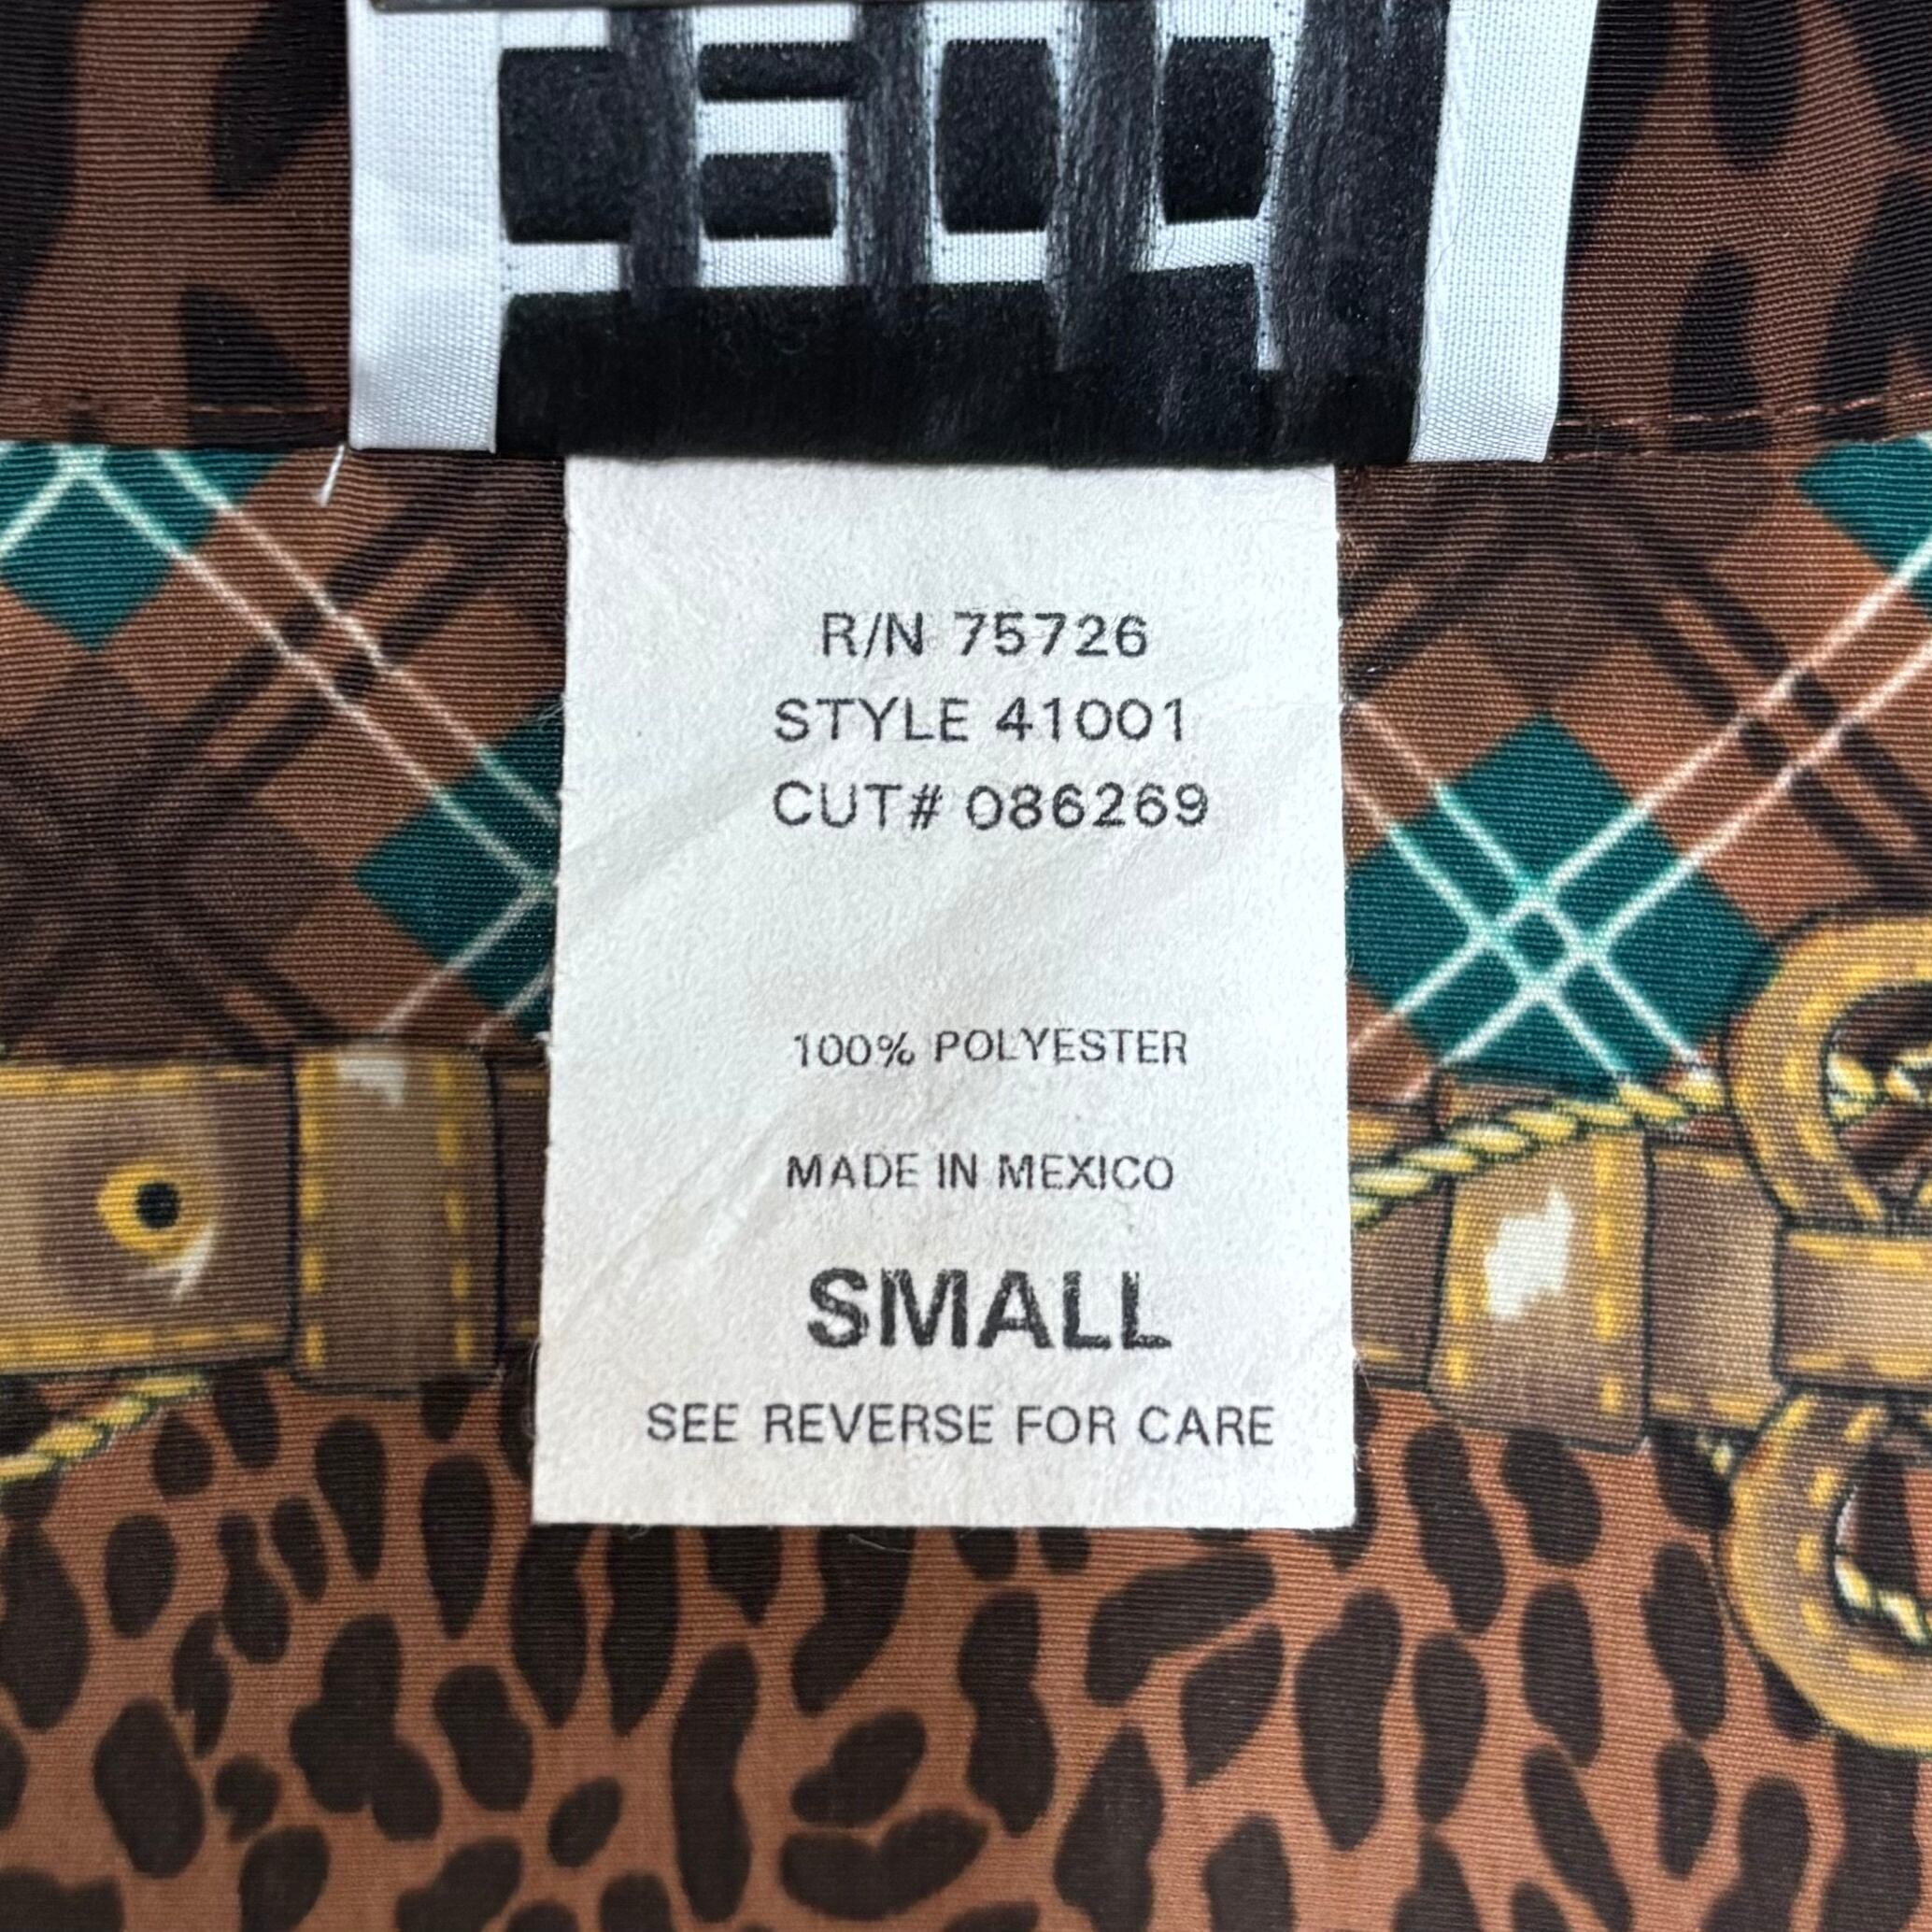 R/N 75726
STYLE 41001
CUT# 086269
100% POLYESTER
MADE IN MEXICO
SMALL
SEE REVERSE FOR CARE